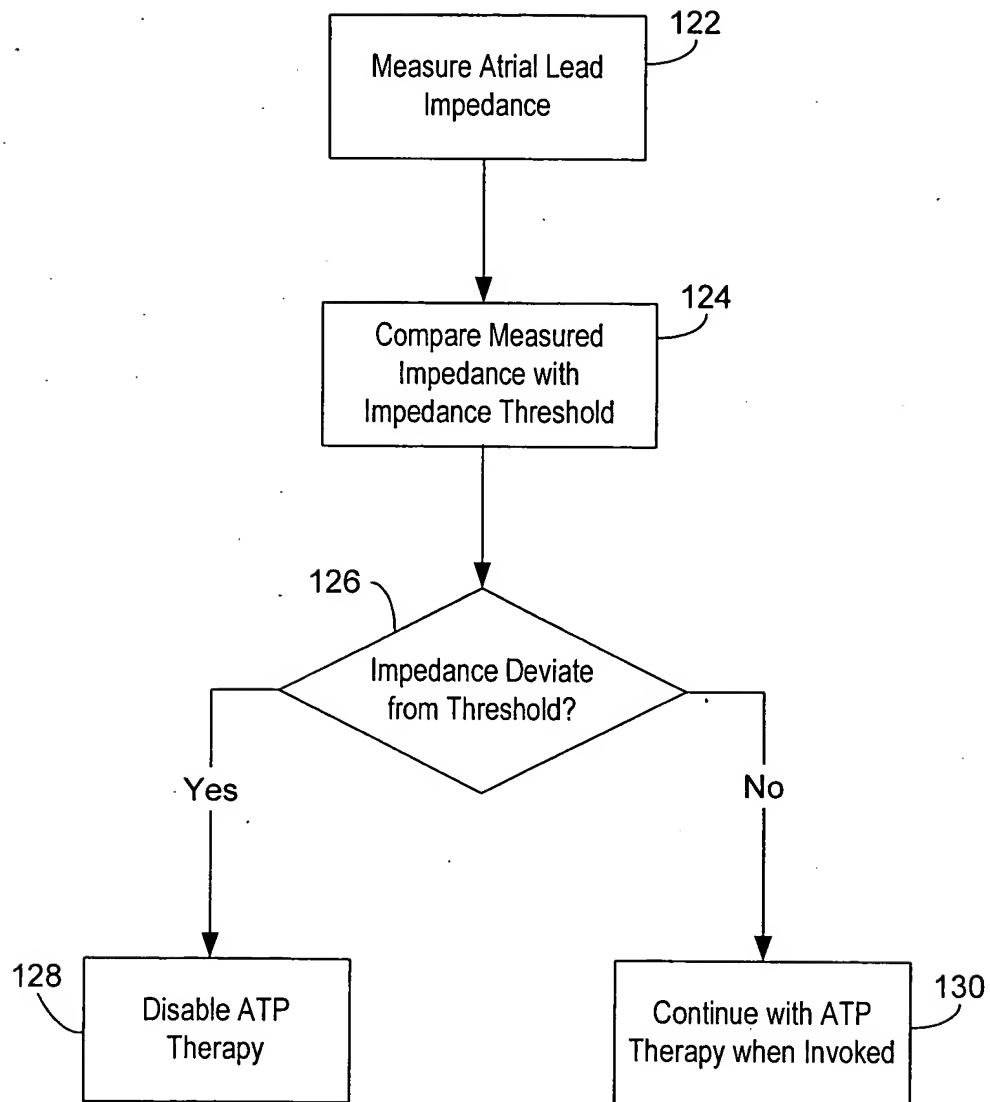 122
Measure Atrial Lead
Impedance
124
Compare Measured
Impedance with
Impedance Threshold
126
Impedance Deviate
from Threshold?
Yes
No
128
Disable ATP
Therapy
130
Continue with ATP
Therapy when Invoked